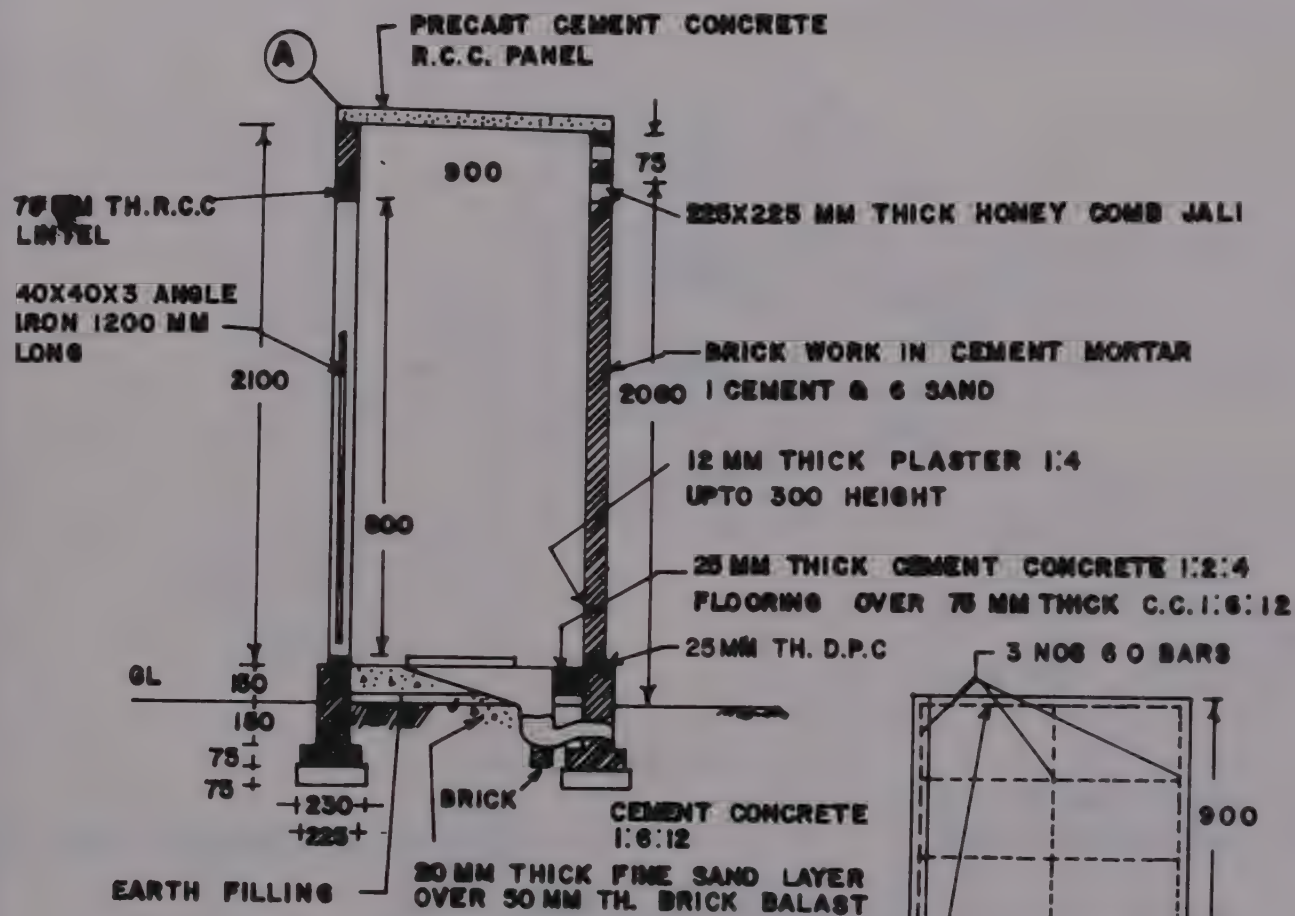 PRECAST CEMENT CONCRETE
R.C.C. PANEL
A
900
75
TH. R.C.C
LINTEL
225X225 MM THICK HONEY COMB JALI
40X40X3 ANGLE
IRON 1200 MM
LONG
2100
BRICK WORK IN CEMENT MORTAR
1 CEMENT & 6 SAND
12 MM THICK PLASTER 1:4
UPTO 300 HEIGHT
25 MM THICK CEMENT CONCRETE 1:2:4
FLOORING OVER 75 MM THICK C.C. 1:6:12
25 MM TH. D.P.C
3 NOS 6 O BARS
GL
150
75
75
230
225
BRICK
CEMENT CONCRETE
1:6:12
900
EARTH FILLING
20 MM THICK FINE SAND LAYER
OVER 50 MM TH. BRICK BALAST